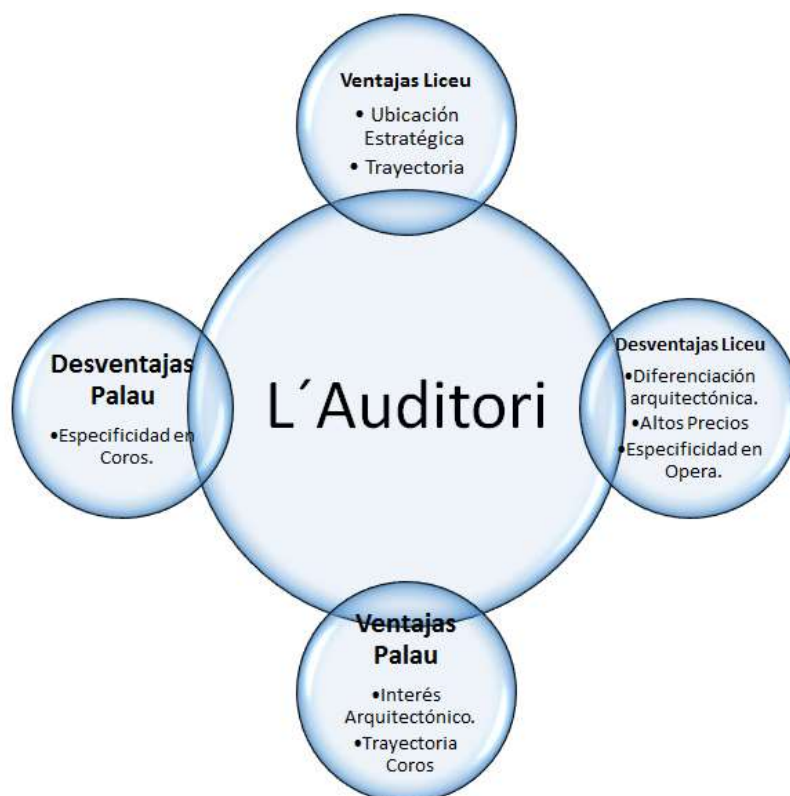 Ventajas Liceu
• Ubicación
Estratégica
• Trayectoria
Desventajas
Palau
•Especificidad en
Coros.
L´Auditori
Desventajas Liceu
•Diferenciación
arquitectónica.
•Altos Precios
•Especificidad en
Opera.
Ventajas
Palau
•Interés
Arquitectónico.
•Trayectoria
Coros